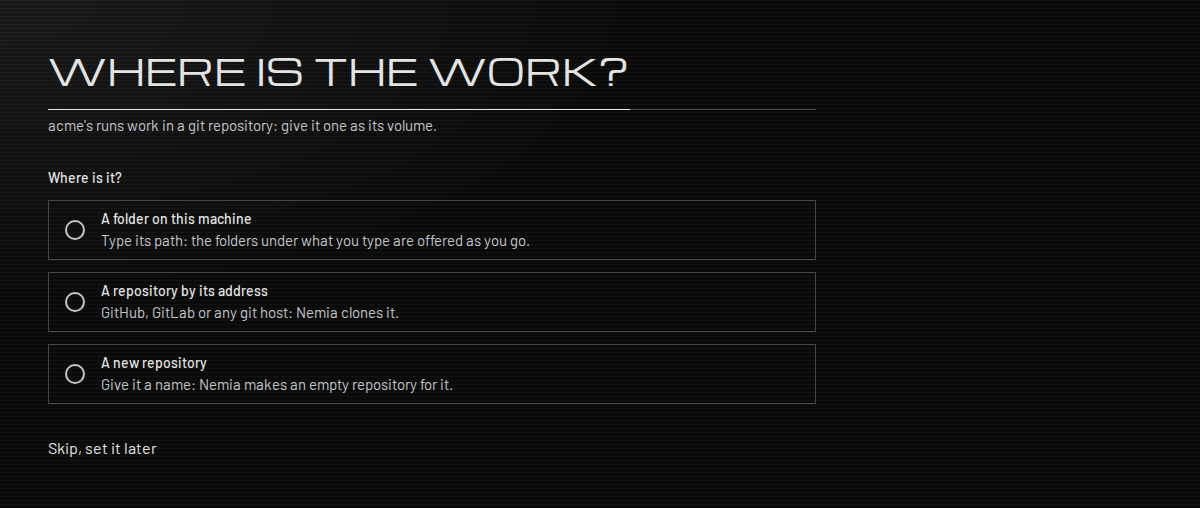 WHERE IS THE WORK?
acme's runs work in a git repository: give it one as its volume.
Where is it?
A folder on this machine
Type its path: the folders under what you type are offered as you go.
A repository by its address
GitHub, GitLab or any git host: Nemia clones it.
A new repository
Give it a name: Nemia makes an empty repository for it.
Skip, set it later